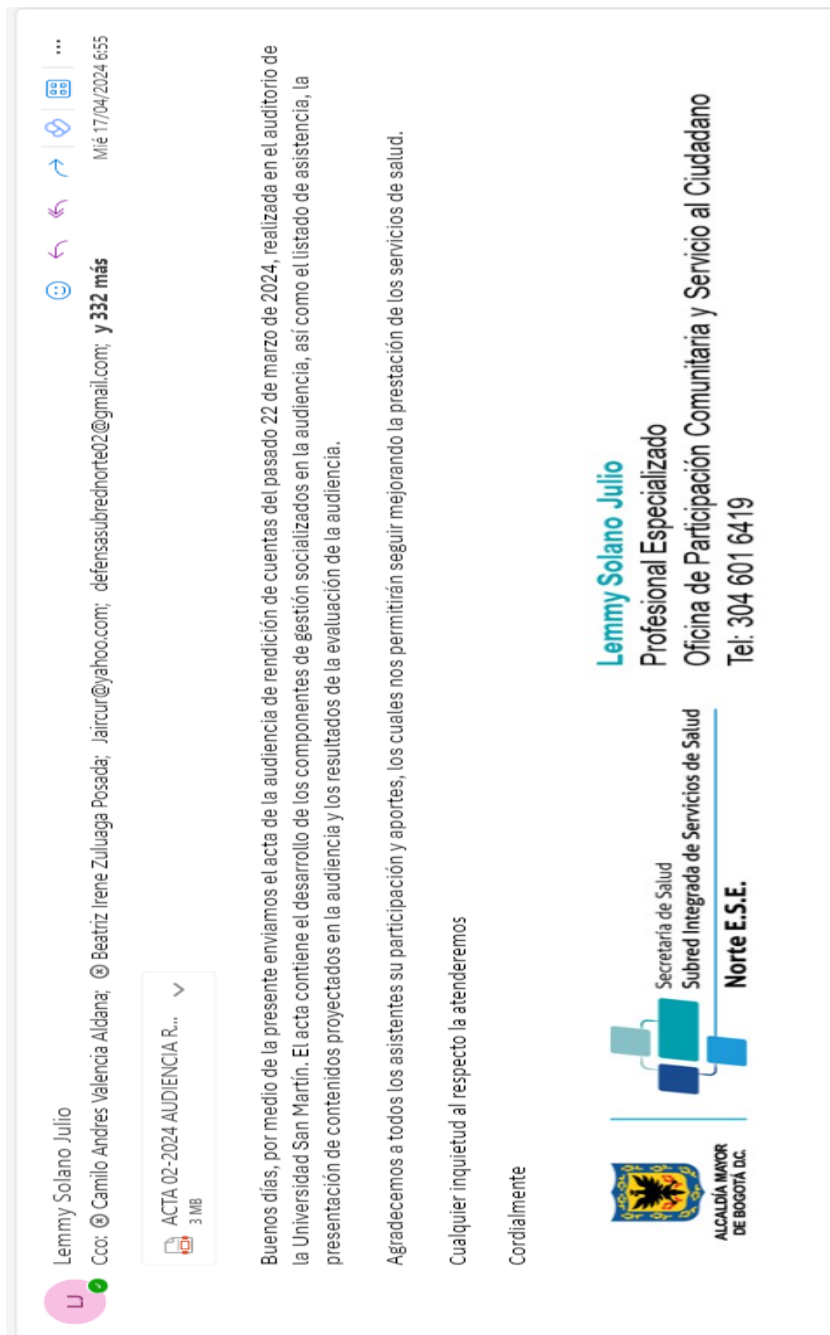 LJ
Lemmy Solano Julio
Cco: Camilo Andres Valencia Aldana; Beatriz Irene Zuluaga Posada; Jaircur@yahoo.com; defensasubrednorte02@gmail.com; y 332 más
Mié 17/04/2024 6:55
ACTA 02-2024 AUDIENCIA R...
3 MB
Buenos días, por medio de la presente enviamos el acta de la audiencia de rendición de cuentas del pasado 22 de marzo de 2024, realizada en el auditorio de
la Universidad San Martín. El acta contiene el desarrollo de los componentes de gestión socializados en la audiencia, así como el listado de asistencia, la
presentación de contenidos proyectados en la audiencia y los resultados de la evaluación de la audiencia.
Agradecemos a todos los asistentes su participación y aportes, los cuales nos permitirán seguir mejorando la prestación de los servicios de salud.
Cualquier inquietud al respecto la atenderemos
Cordialmente
ALCALDÍA MAYOR
DE BOGOTÁ D.C.
Secretaría de Salud
Subred Integrada de Servicios de Salud
Norte E.S.E.
Lemmy Solano Julio
Profesional Especializado
Oficina de Participación Comunitaria y Servicio al Ciudadano
Tel: 304 601 6419